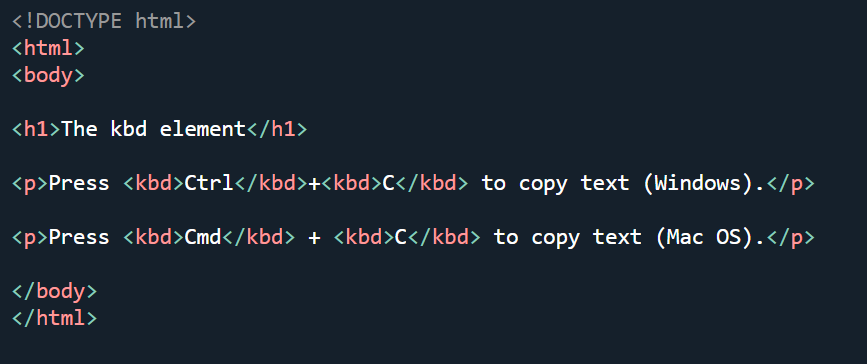 <!DOCTYPE html>
<html>
<body>
<h1>The kbd element</h1>
<p>Press <kbd>Ctrl</kbd>+<kbd>C</kbd> to copy text (Windows).</p>
<p>Press <kbd>Cmd</kbd> + <kbd>C</kbd> to copy text (Mac OS).</p>
</body>
</html>